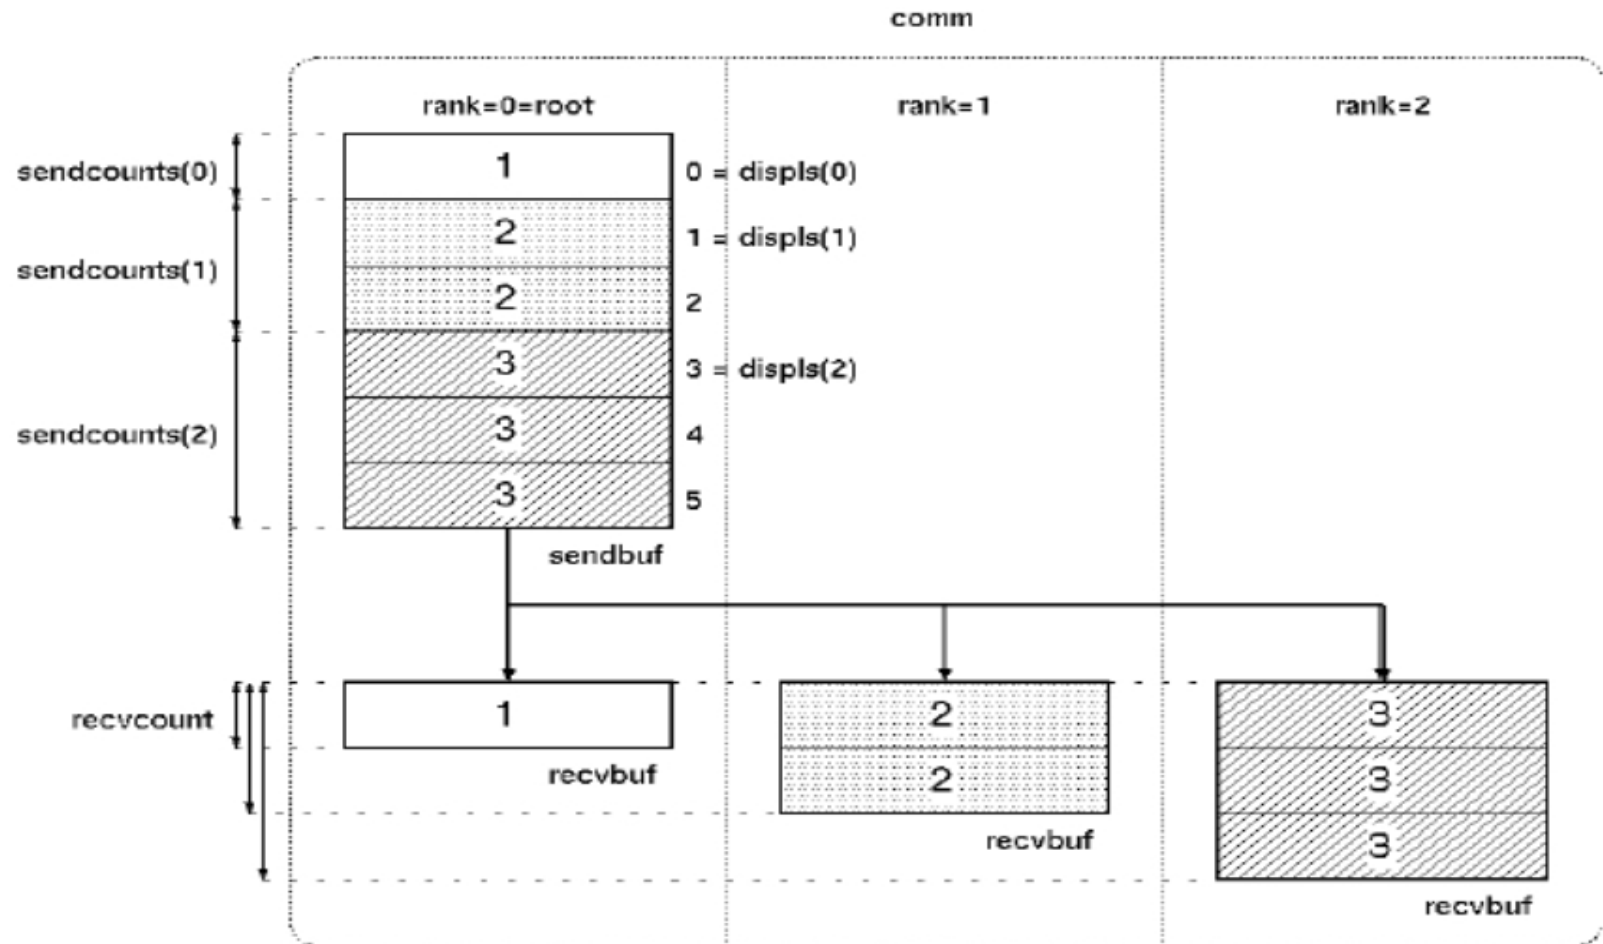 comm
rank=0=root rank=1 rank=2
sendcounts(0) 1 0 = displs(0)
2 1 = displs(1)
sendcounts(1)
2 2
3 3 = displs(2)
sendcounts(2) 3 4
3 5
sendbuf
recvcount 1 2 3
recvbuf 2 3
recvbuf 3
recvbuf